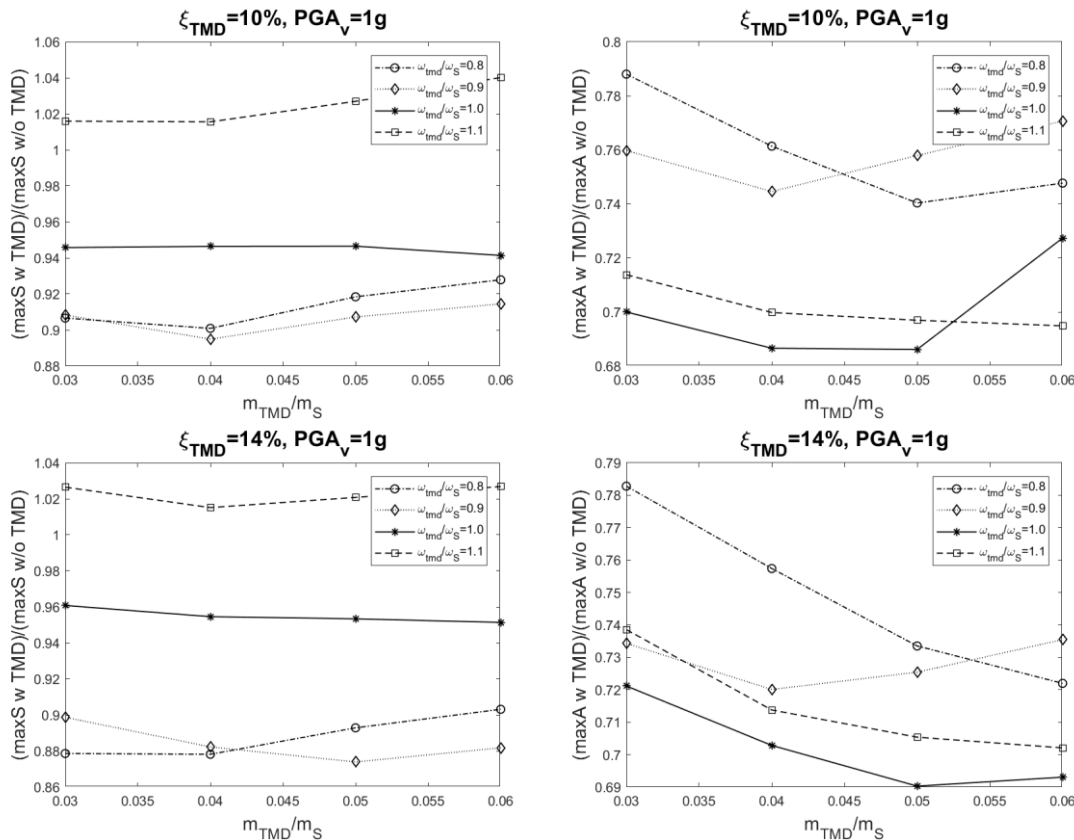 ξTMD=10%, PGAv=1g
(maxS w TMD)/(maxS w/o TMD)
1.06
1.04
1.02
1
0.98
0.96
0.94
0.92
0.9
0.88
ωtmd/ωS=0.8
ωtmd/ωS=0.9
ωtmd/ωS=1.0
ωtmd/ωS=1.1
0.03 0.035 0.04 0.045 0.05 0.055 0.06
mTMD/mS
ξTMD=10%, PGAv=1g
(maxA w TMD)/(maxA w/o TMD)
0.8
0.78
0.76
0.74
0.72
0.7
0.68
ωtmd/ωS=0.8
ωtmd/ωS=0.9
ωtmd/ωS=1.0
ωtmd/ωS=1.1
0.03 0.035 0.04 0.045 0.05 0.055 0.06
mTMD/mS
ξTMD=14%, PGAv=1g
(maxS w TMD)/(maxS w/o TMD)
1.04
1.02
1
0.98
0.96
0.94
0.92
0.9
0.88
0.86
ωtmd/ωS=0.8
ωtmd/ωS=0.9
ωtmd/ωS=1.0
ωtmd/ωS=1.1
0.03 0.035 0.04 0.045 0.05 0.055 0.06
mTMD/mS
ξTMD=14%, PGAv=1g
(maxA w TMD)/(maxA w/o TMD)
0.79
0.78
0.77
0.76
0.75
0.74
0.73
0.72
0.71
0.7
0.69
ωtmd/ωS=0.8
ωtmd/ωS=0.9
ωtmd/ωS=1.0
ωtmd/ωS=1.1
0.03 0.035 0.04 0.045 0.05 0.055 0.06
mTMD/mS